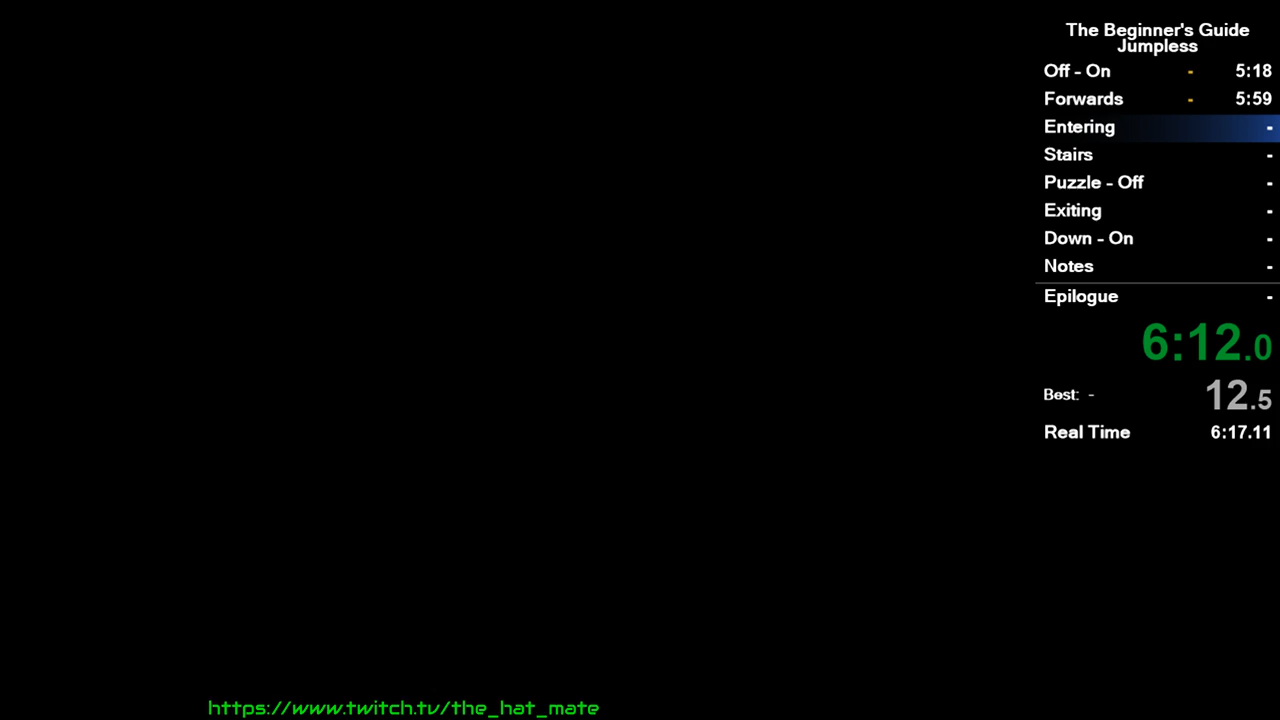 The Beginner's Guide
Jumpless
Off - On - 5:18
Forwards - 5:59
Entering -
Stairs -
Puzzle - Off -
Exiting -
Down - On -
Notes -
Epilogue -
6:12.0
Best: - 12.5
Real Time 6:17.11
https://www.twitch.tv/the_hat_mate